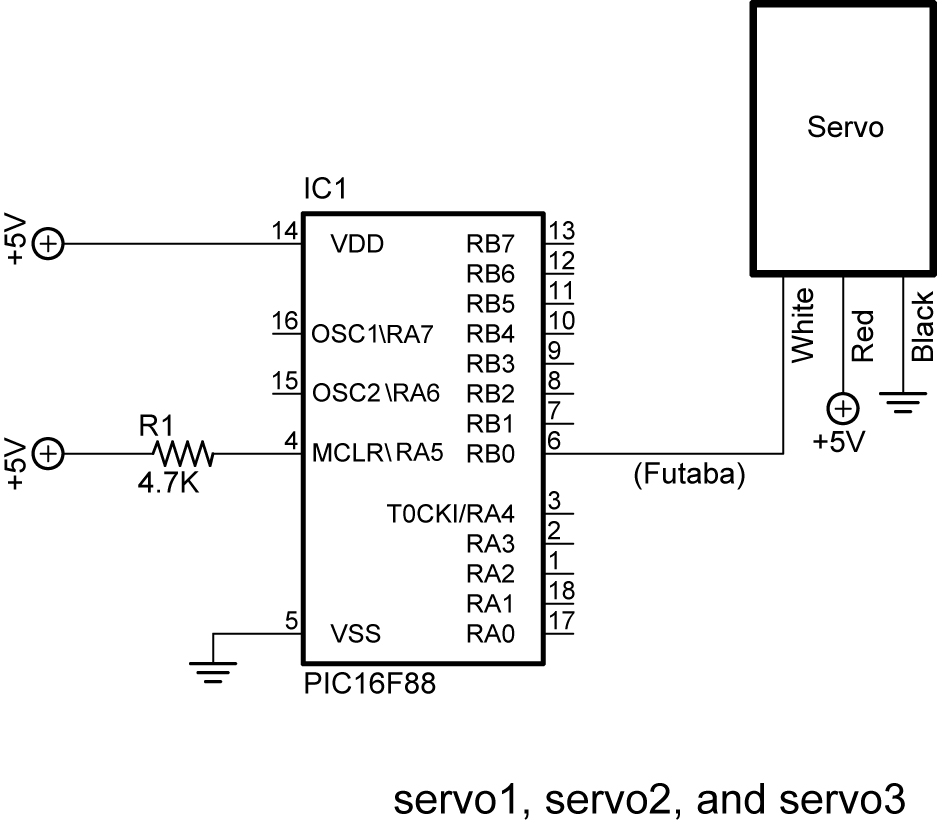 Servo
IC1
+5V
14
VDD
RB7
13
RB6
12
RB5
11
16
OSC1\RA7
RB4
10
RB3
9
15
OSC2\RA6
RB2
8
RB1
7
+5V
R1
4.7K
4
MCLR\RA5
RB0
6
(Futaba)
White
Red
Black
+5V
T0CKI/RA4
3
RA3
2
RA2
1
RA1
18
5
VSS
RA0
17
PIC16F88
servo1, servo2, and servo3